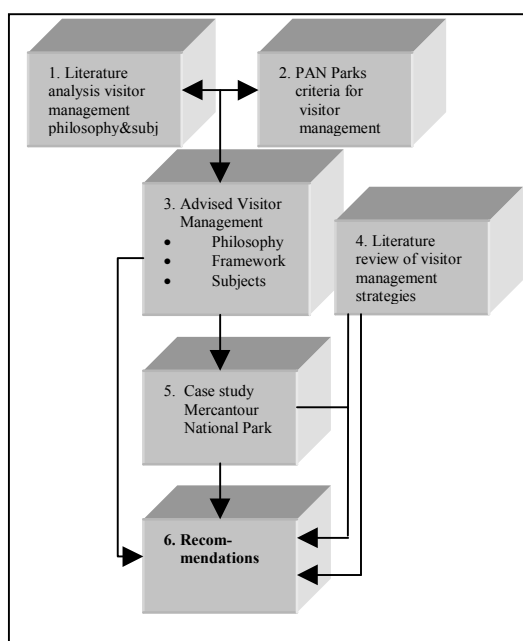 1. Literature
analysis visitor
management
philosophy&subj
2. PAN Parks
criteria for
visitor
management
3. Advised Visitor
Management
• Philosophy
• Framework
• Subjects
4. Literature
review of visitor
management
strategies
5. Case study
Mercantour
National Park
6. Recom-
mendations